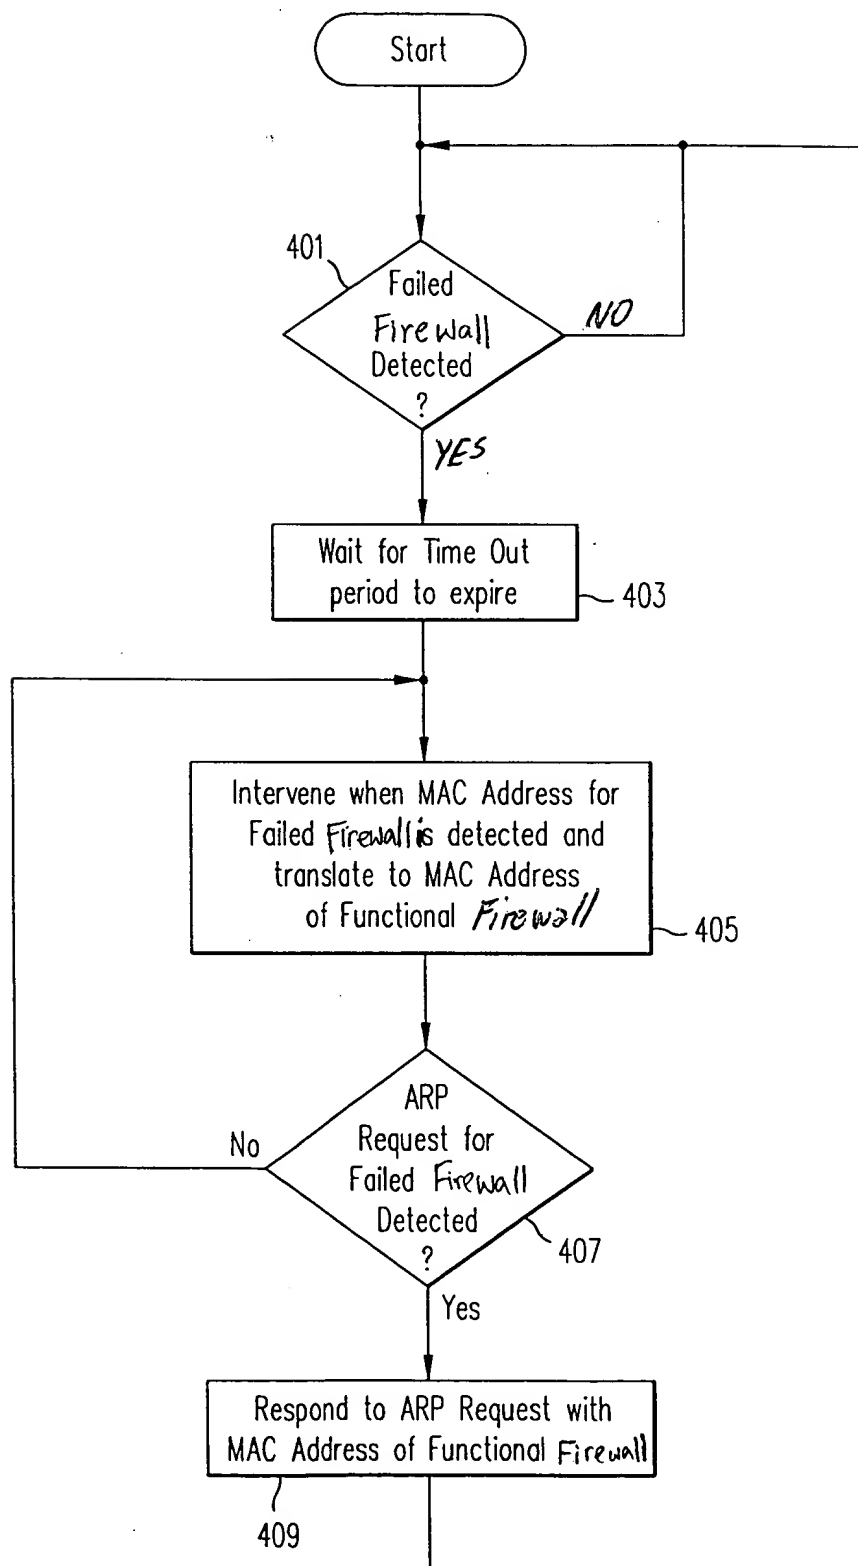 Start
401
Failed
Firewall
Detected
?
NO
YES
Wait for Time Out
period to expire
403
Intervene when MAC Address for
Failed Firewall is detected and
translate to MAC Address
of Functional Firewall
405
ARP
Request for
Failed Firewall
Detected
?
No
407
Yes
Respond to ARP Request with
MAC Address of Functional Firewall
409